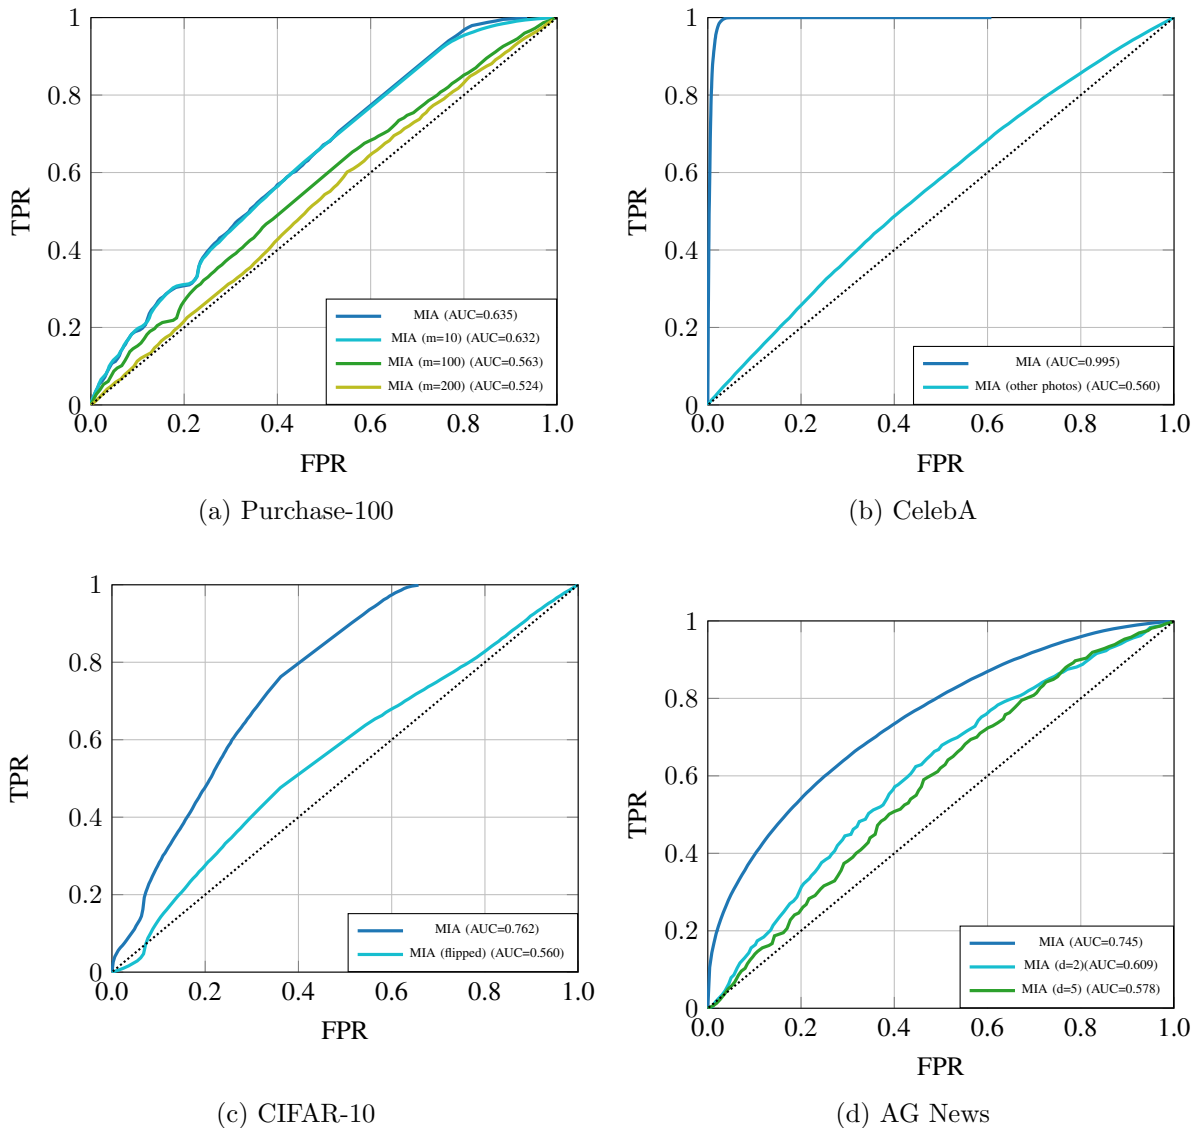 1
0.8
0.6
0.4
0.2
0
TPR
0.0 0.2 0.4 0.6 0.8 1.0
FPR
MIA (AUC=0.635)
MIA (m=10) (AUC=0.632)
MIA (m=100) (AUC=0.563)
MIA (m=200) (AUC=0.524)
(a) Purchase-100
1
0.8
0.6
0.4
0.2
0
TPR
0.0 0.2 0.4 0.6 0.8 1.0
FPR
MIA (AUC=0.995)
MIA (other photos) (AUC=0.560)
(b) CelebA
1
0.8
0.6
0.4
0.2
0
TPR
0.0 0.2 0.4 0.6 0.8 1.0
FPR
MIA (AUC=0.762)
MIA (flipped) (AUC=0.560)
(c) CIFAR-10
1
0.8
0.6
0.4
0.2
0
TPR
0.0 0.2 0.4 0.6 0.8 1.0
FPR
MIA (AUC=0.745)
MIA (d=2)(AUC=0.609)
MIA (d=5) (AUC=0.578)
(d) AG News